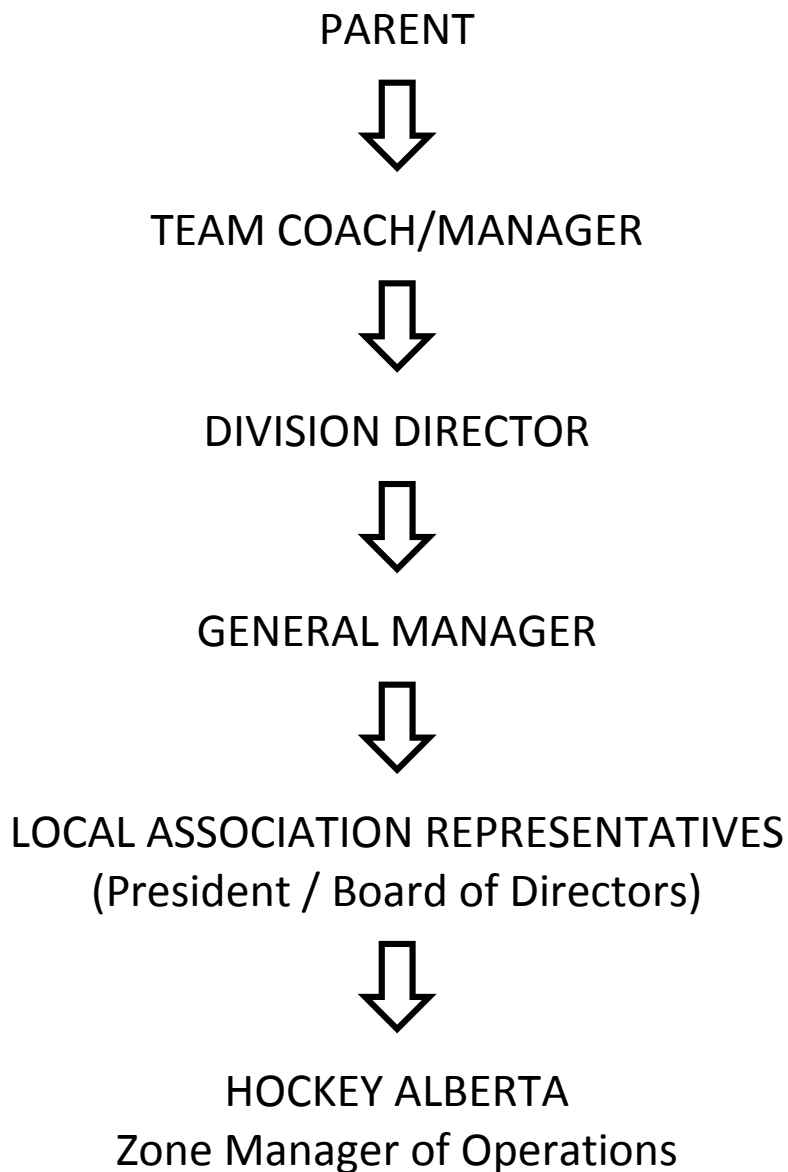 PARENT
TEAM COACH/MANAGER
DIVISION DIRECTOR
GENERAL MANAGER
LOCAL ASSOCIATION REPRESENTATIVES
(President / Board of Directors)
HOCKEY ALBERTA
Zone Manager of Operations